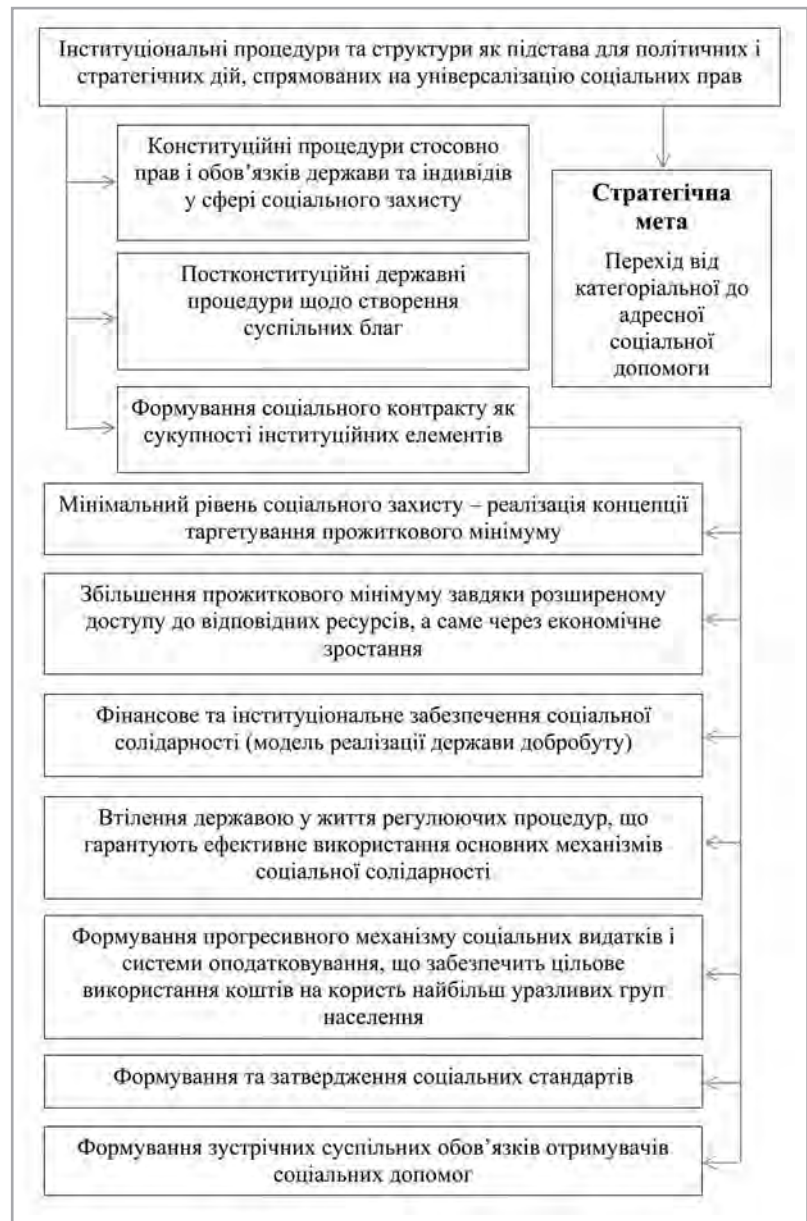 Інституціональні процедури та структури як підстава для політичних і
стратегічних дій, спрямованих на універсалізацію соціальних прав
Конституційні процедури стосовно
прав і обов’язків держави та індивідів
у сфері соціального захисту
Стратегічна
мета
Перехід від
категоріальної до
адресної
соціальної
допомоги
Постконституційні державні
процедури щодо створення
суспільних благ
Формування соціального контракту як
сукупності інституційних елементів
Мінімальний рівень соціального захисту – реалізація концепції
таргетування прожиткового мінімуму
Збільшення прожиткового мінімуму завдяки розширеному
доступу до відповідних ресурсів, а саме через економічне
зростання
Фінансове та інституціональне забезпечення соціальної
солідарності (модель реалізації держави добробуту)
Втілення державою у життя регулюючих процедур, що
гарантують ефективне використання основних механізмів
соціальної солідарності
Формування прогресивного механізму соціальних видатків і
системи оподатковування, що забезпечить цільове
використання коштів на користь найбільш уразливих груп
населення
Формування та затвердження соціальних стандартів
Формування зустрічних суспільних обов’язків отримувачів
соціальних допомог